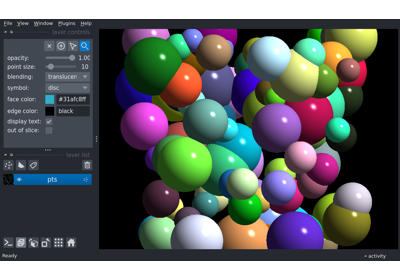 File View Window Plugins Help
layer controls
opacity: 1.00
point size: 10
blending: translucen
symbol: disc
face color: #31afc8ff
edge color: black
display text: ✓
out of slice:
layer list
pts
Ready
activity